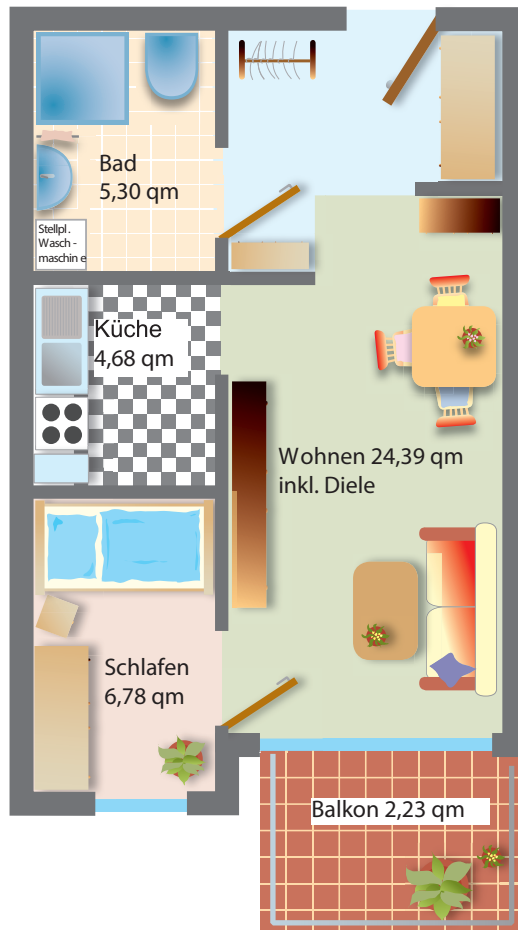 Bad
5,30 qm
Stellpl.
Wasch -
maschin e
Küche
4,68 qm
Wohnen 24,39 qm
inkl. Diele
Schlafen
6,78 qm
Balkon 2,23 qm